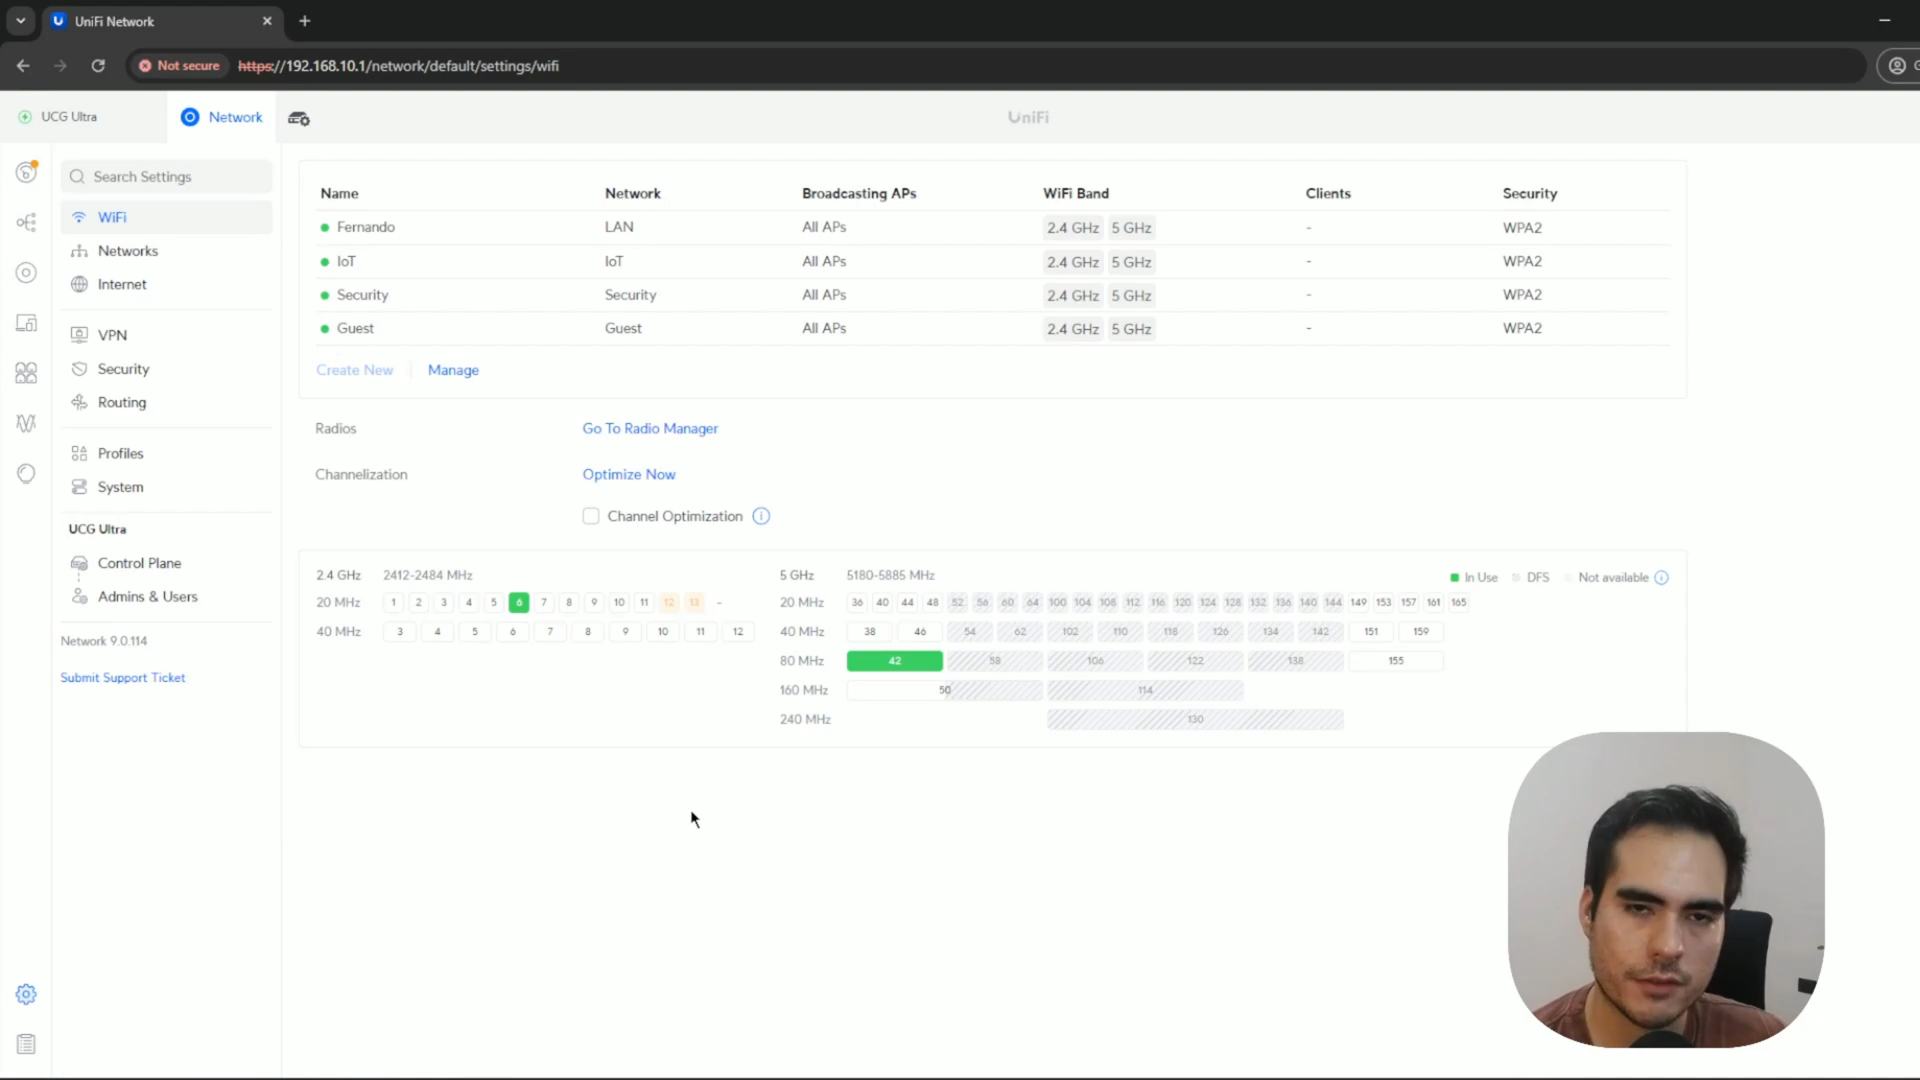 UniFi Network
Not secure https://192.168.10.1/network/default/settings/wifi
UCG Ultra
Network
UniFi
Search Settings
WiFi
Networks
Internet
VPN
Security
Routing
Profiles
System
UCG Ultra
Control Plane
Admins & Users
Network 9.0.114
Submit Support Ticket
Name Network Broadcasting APs WiFi Band Clients Security
Fernando LAN All APs 2.4 GHz 5 GHz - WPA2
IoT IoT All APs 2.4 GHz 5 GHz - WPA2
Security Security All APs 2.4 GHz 5 GHz - WPA2
Guest Guest All APs 2.4 GHz 5 GHz - WPA2
Create New Manage
Radios Go To Radio Manager
Channelization Optimize Now
Channel Optimization
2.4 GHz 2412-2484 MHz
20 MHz 1 2 3 4 5 6 7 8 9 10 11 12 13 -
40 MHz 3 4 5 6 7 8 9 10 11 12
5 GHz 5180-5885 MHz
In Use DFS Not available
20 MHz 36 40 44 48 52 56 60 64 100 104 108 112 116 120 124 128 132 136 140 144 149 153 157 161 165
40 MHz 38 46 54 62 102 110 118 126 134 142 151 159
80 MHz 42 58 106 122 138 155
160 MHz 50 114
240 MHz 130